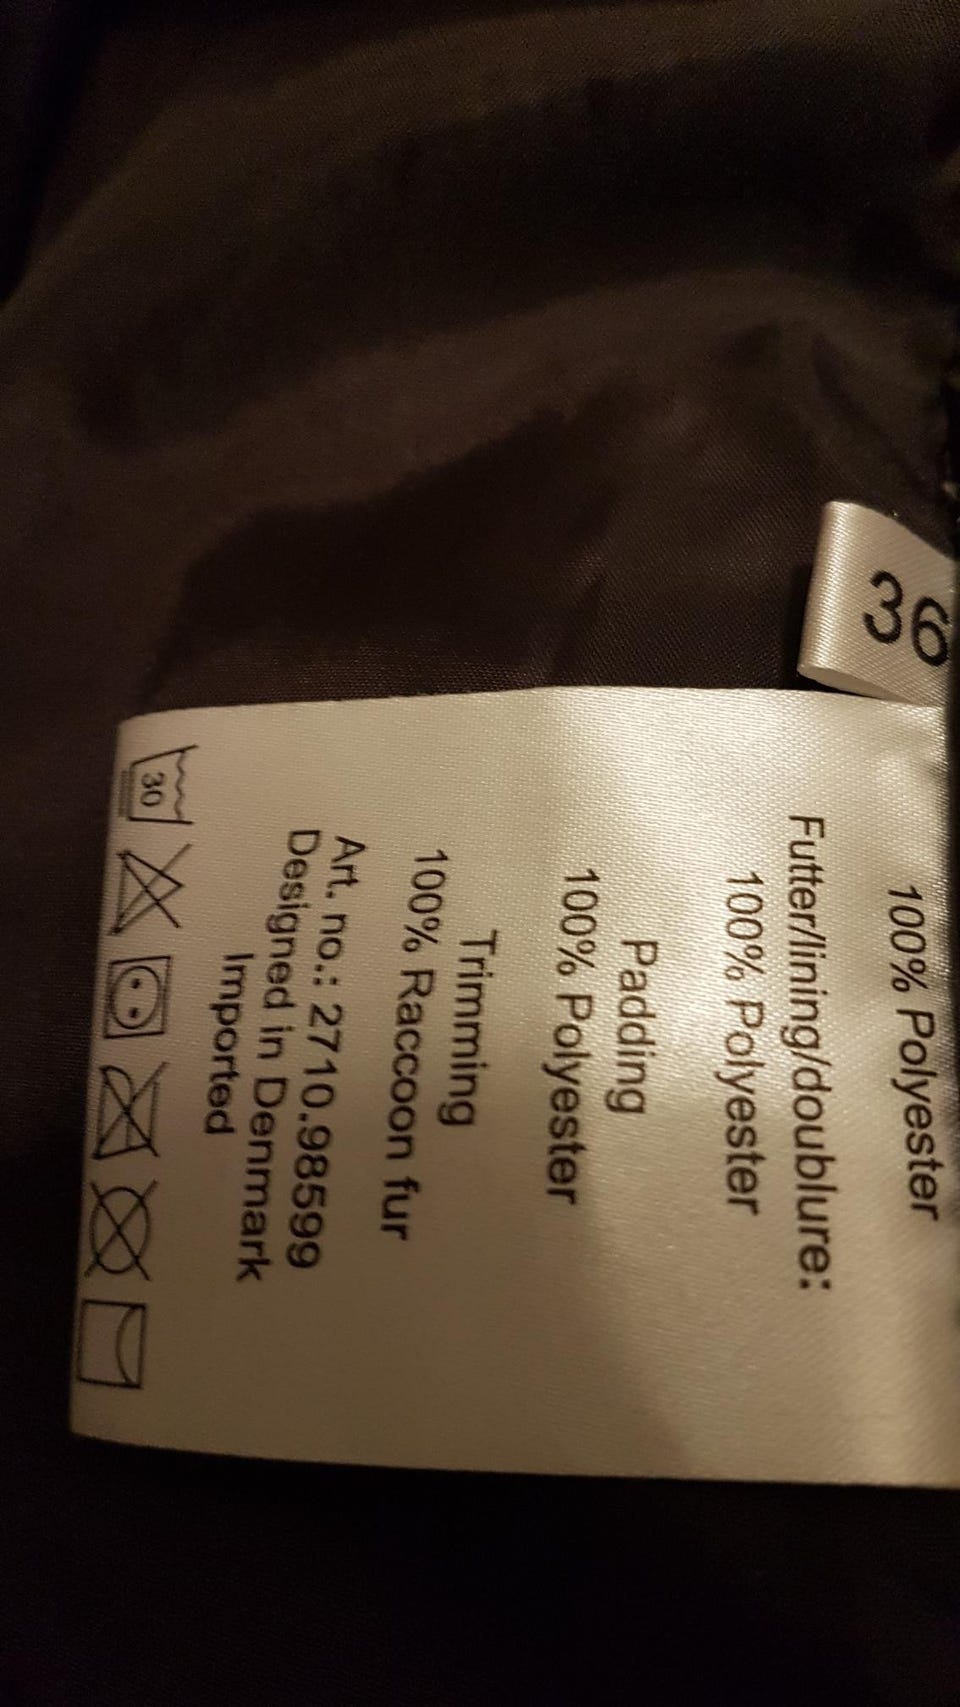 36
100% Polyester
Futter/lining/doublure:
100% Polyester
Padding
100% Polyester
Trimming
100% Raccoon fur
Art. no.: 2710.98599
Designed in Denmark
Imported
30